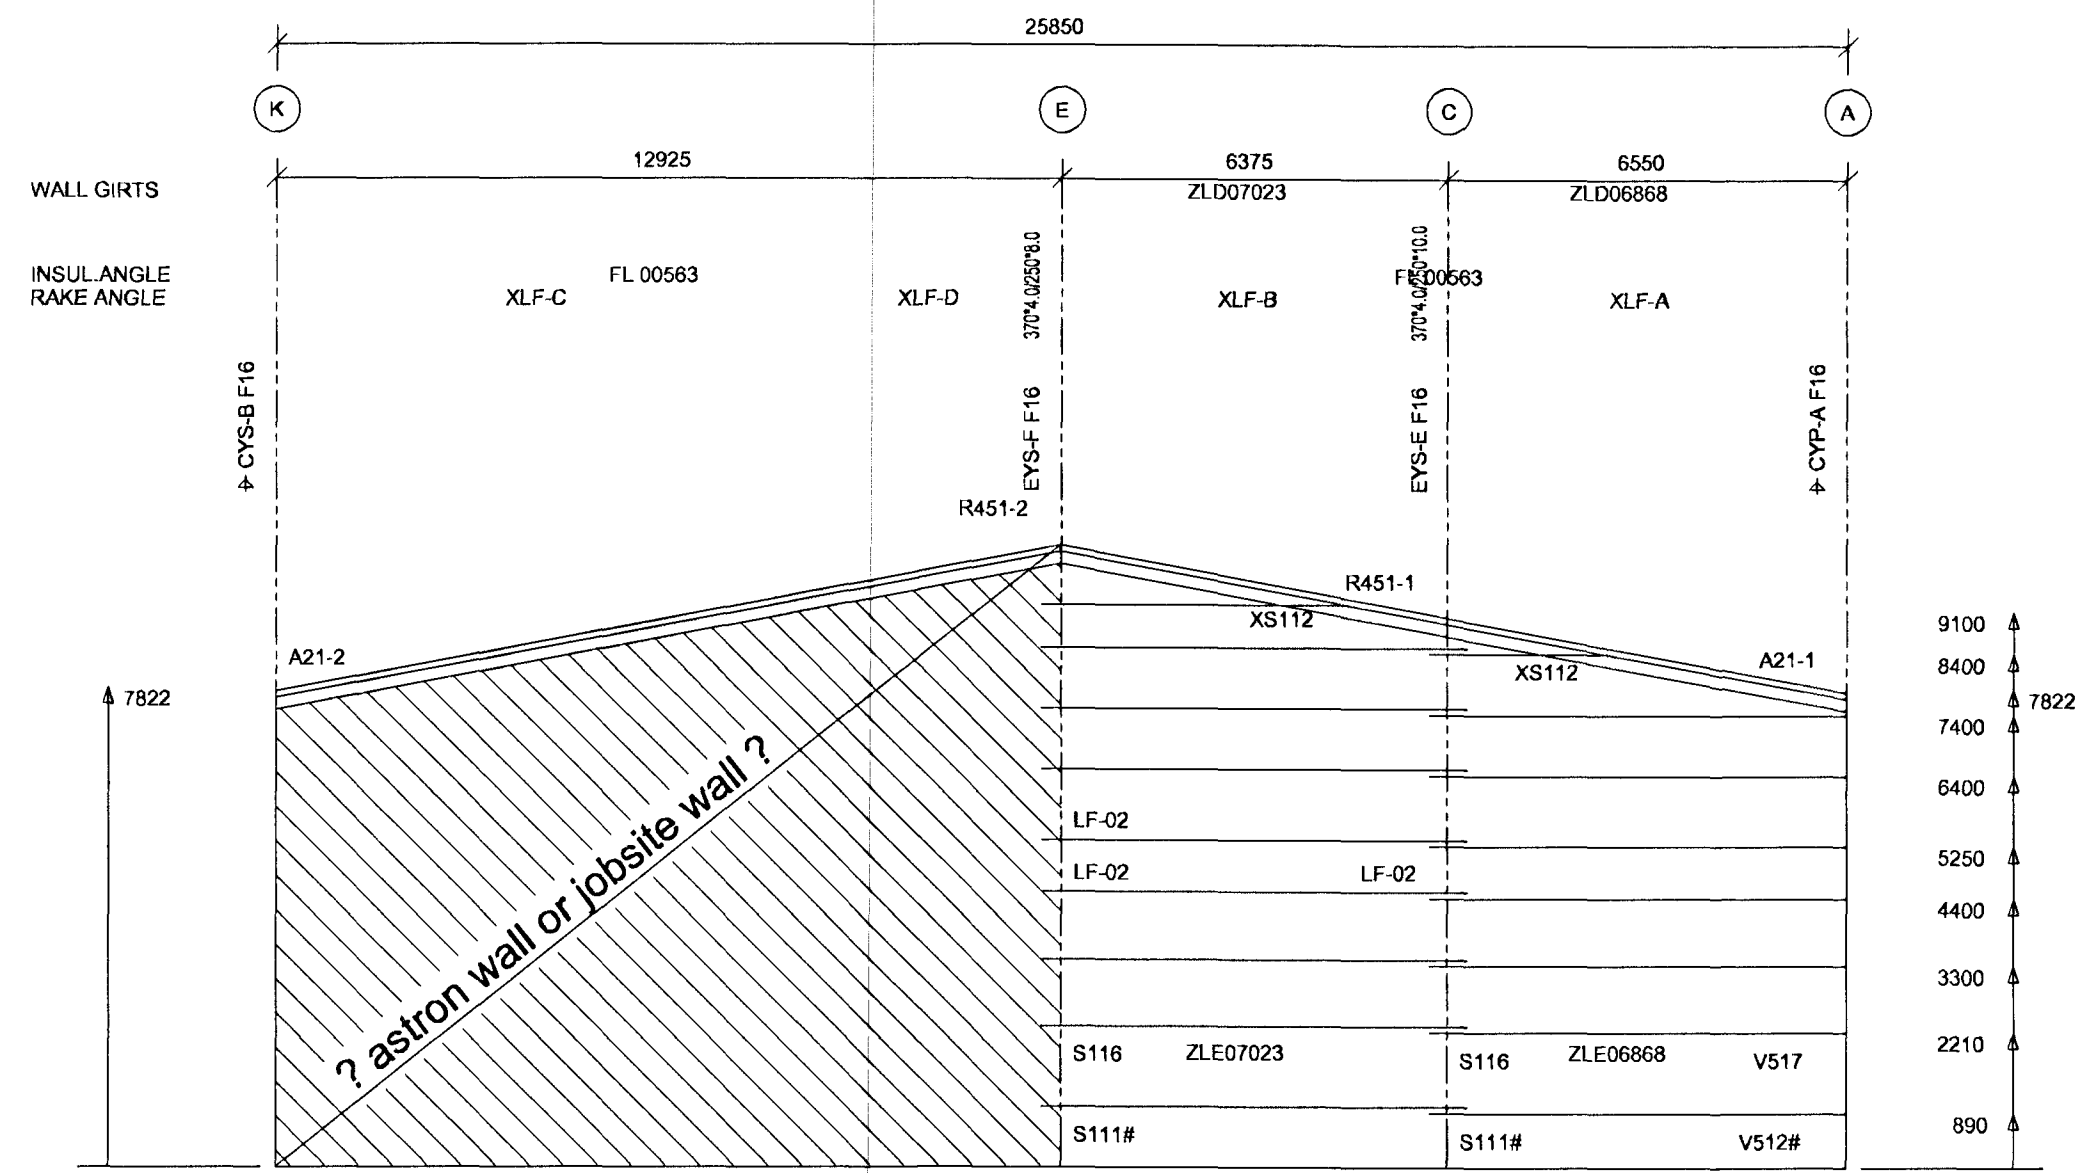 25850
K E C A
12925 6375 6550
WALL GIRTS ZLD07023 ZLD06868
INSUL.ANGLE FL 00563 FL 00563
RAKE ANGLE XLF-C XLF-D XLF-B XLF-A
370*4.0/250*8.0
370*4.0/250*10.0
CYS-B F16
EYS-F F16
EYS-E F16
CYP-A F16
R451-2
R451-1
XS112
9100
A21-2
XS112
A21-1
8400
7822
7822
7400
6400
? astron wall or jobsite wall ?
LF-02
5250
LF-02 LF-02
4400
3300
2210
S116 ZLE07023 S116 ZLE06868 V517
890
S111# S111# V512#